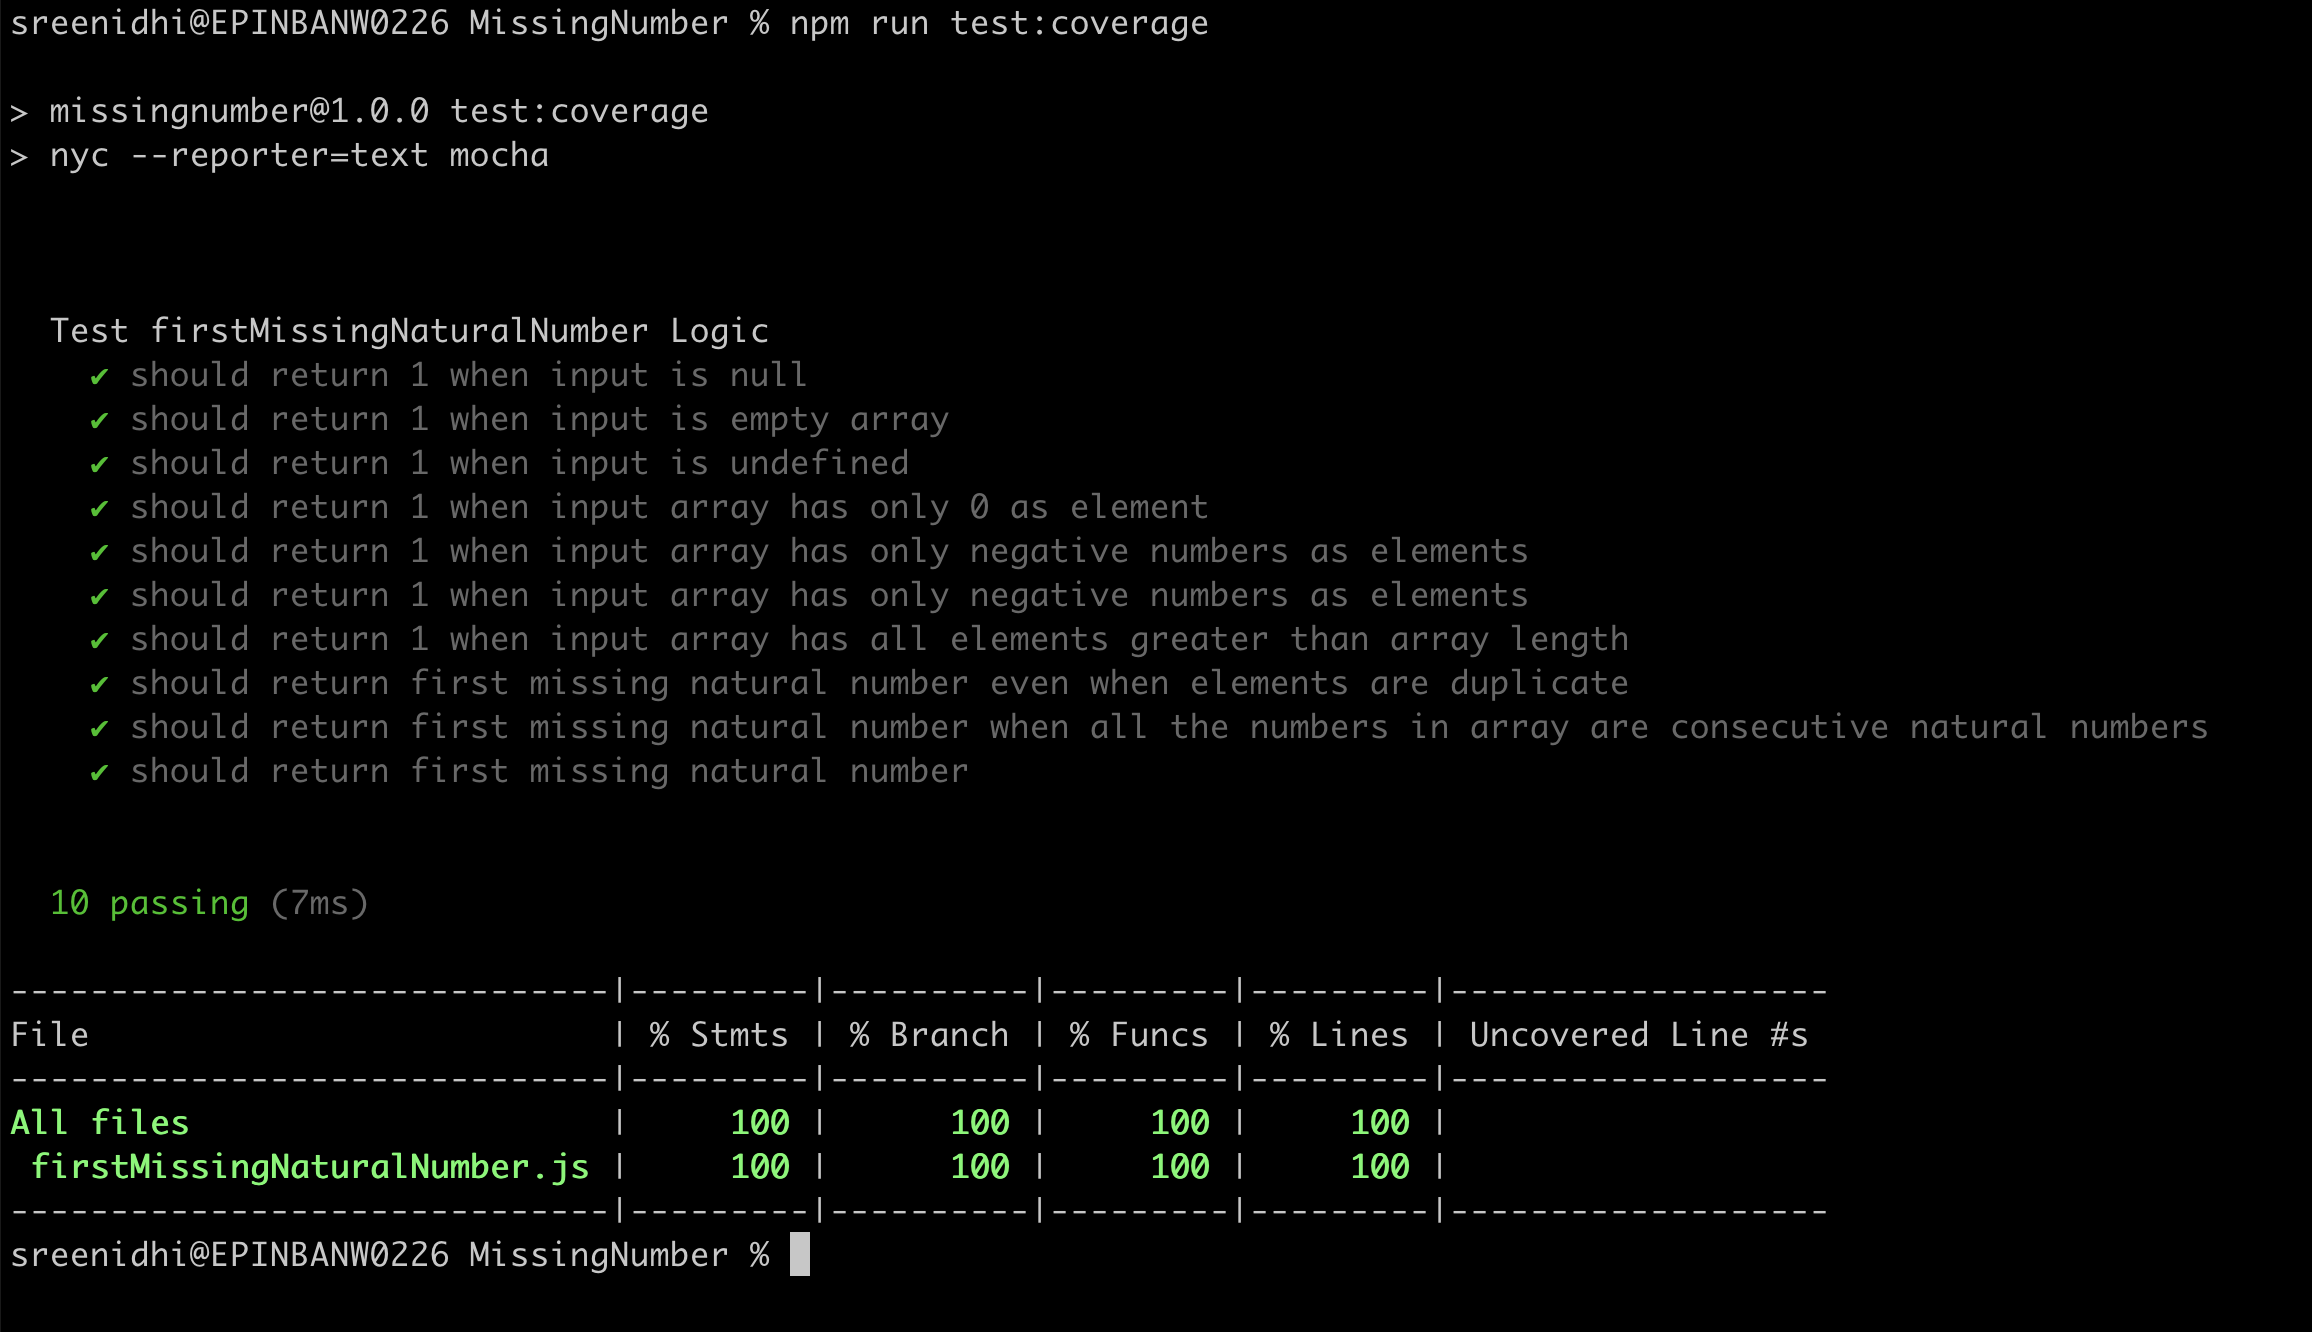 sreenidhi@EPINBANW0226 MissingNumber % npm run test:coverage
> missingnumber@1.0.0 test:coverage
> nyc --reporter=text mocha
Test firstMissingNaturalNumber Logic
✔ should return 1 when input is null
✔ should return 1 when input is empty array
✔ should return 1 when input is undefined
✔ should return 1 when input array has only 0 as element
✔ should return 1 when input array has only negative numbers as elements
✔ should return 1 when input array has only negative numbers as elements
✔ should return 1 when input array has all elements greater than array length
✔ should return first missing natural number even when elements are duplicate
✔ should return first missing natural number when all the numbers in array are consecutive natural numbers
✔ should return first missing natural number
10 passing (7ms)
------------------------------|---------|----------|---------|---------|-------------------
File                          | % Stmts | % Branch | % Funcs | % Lines | Uncovered Line #s
------------------------------|---------|----------|---------|---------|-------------------
All files                     |     100 |      100 |     100 |     100 |
 firstMissingNaturalNumber.js |     100 |      100 |     100 |     100 |
------------------------------|---------|----------|---------|---------|-------------------
sreenidhi@EPINBANW0226 MissingNumber %